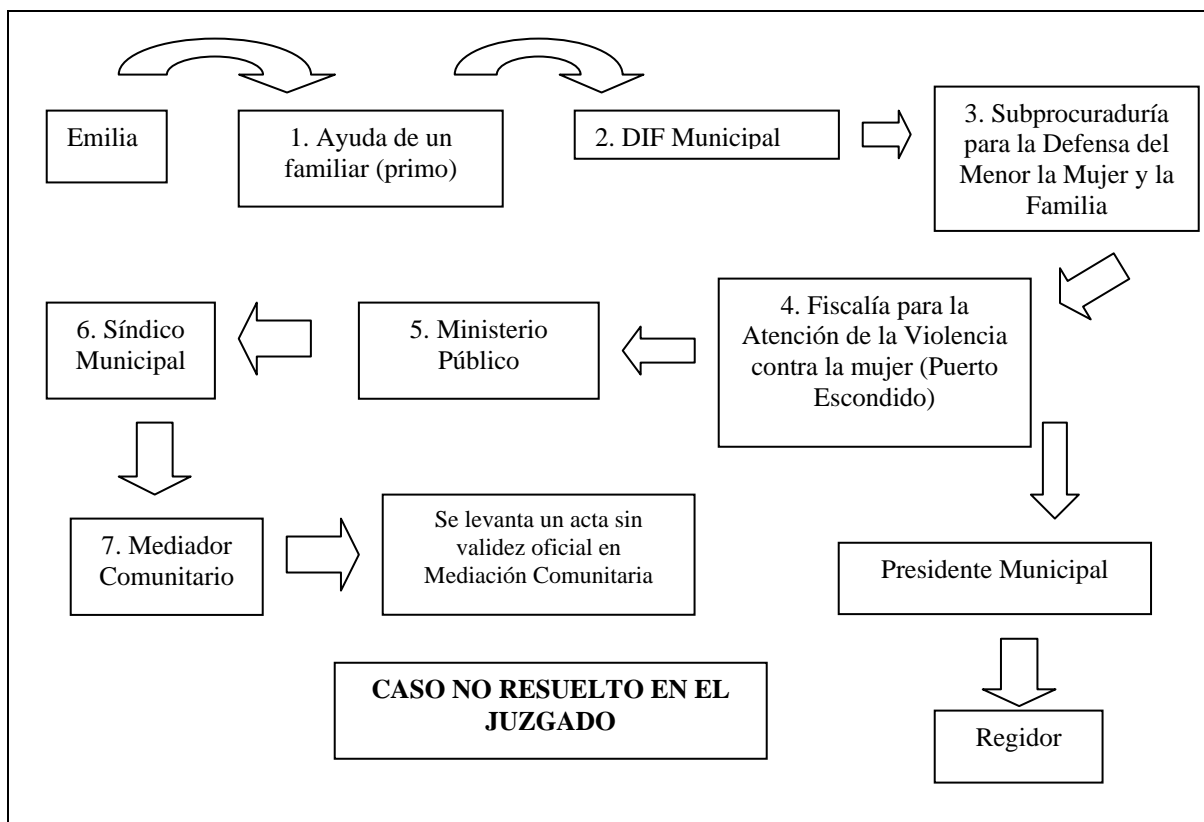 Emilia
1. Ayuda de un
familiar (primo)
2. DIF Municipal
3. Subprocuraduría
para la Defensa del
Menor la Mujer y la
Familia
4. Fiscalía para la
Atención de la Violencia
contra la mujer (Puerto
Escondido)
5. Ministerio
Público
6. Síndico
Municipal
7. Mediador
Comunitario
Se levanta un acta sin
validez oficial en
Mediación Comunitaria
Presidente Municipal
Regidor
CASO NO RESUELTO EN EL
JUZGADO